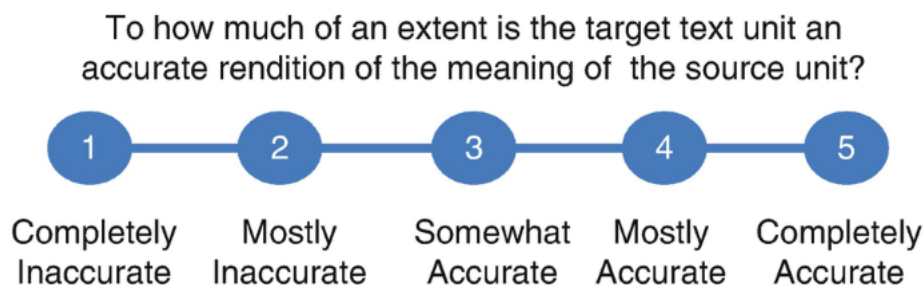 To how much of an extent is the target text unit an
accurate rendition of the meaning of the source unit?
1 2 3 4 5
Completely Mostly Somewhat Mostly Completely
Inaccurate Inaccurate Accurate Accurate Accurate